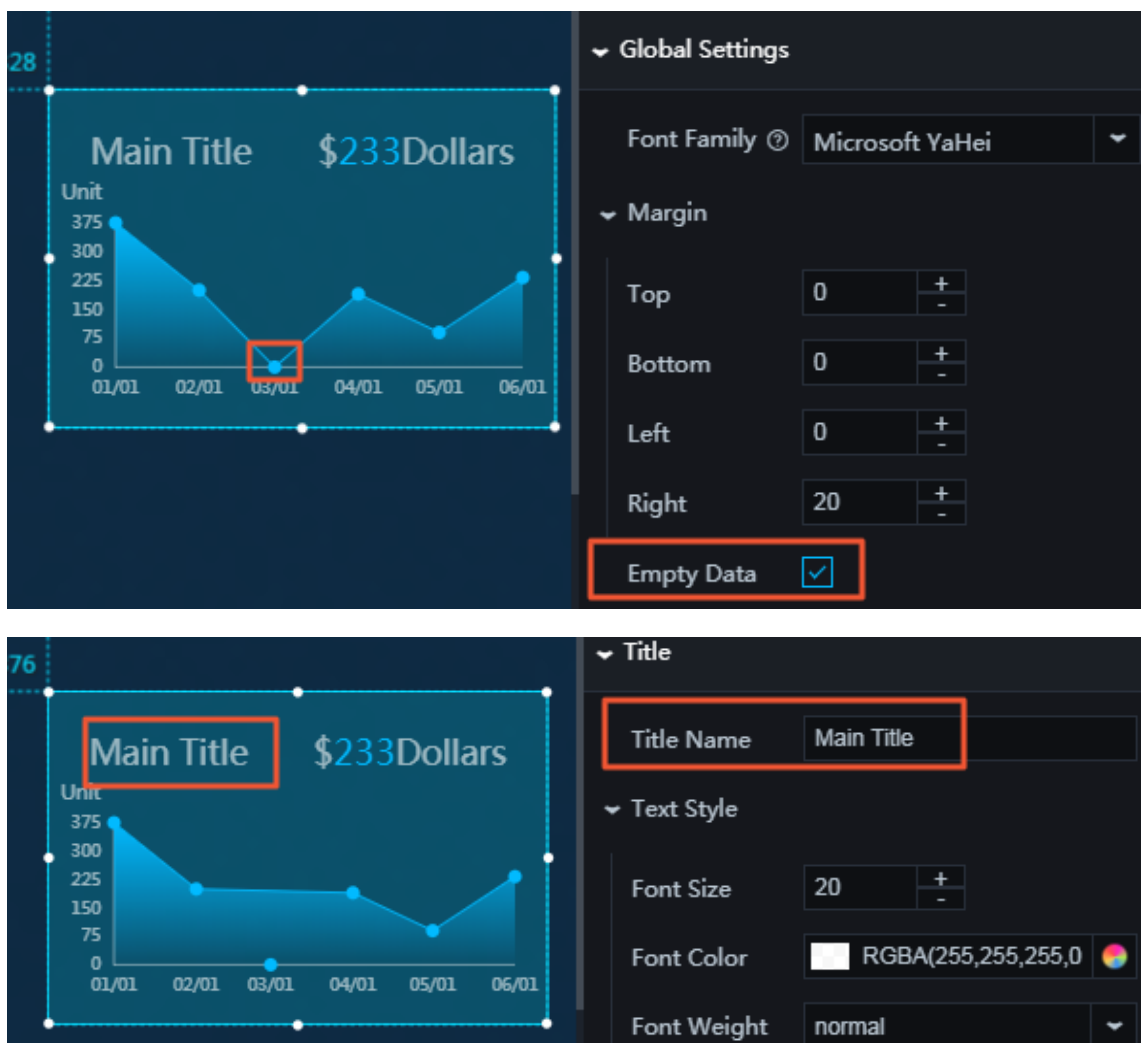 28
Main Title $233Dollars
Unit
375
300
225
150
75
0
01/01 02/01 03/01 04/01 05/01 06/01
Global Settings
Font Family ? Microsoft YaHei
Margin
Top 0 + -
Bottom 0 + -
Left 0 + -
Right 20 + -
Empty Data
76
Main Title $233Dollars
Unit
375
300
225
150
75
0
01/01 02/01 03/01 04/01 05/01 06/01
Title
Title Name Main Title
Text Style
Font Size 20 + -
Font Color RGBA(255,255,255,0
Font Weight normal